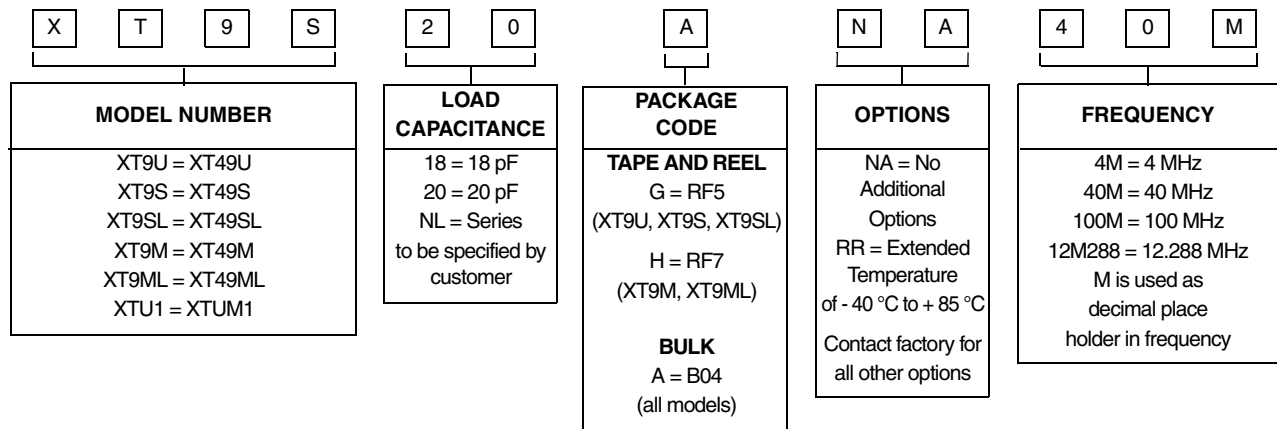 X T 9 S 2 0 A N A 4 0 M
MODEL NUMBER
XT9U = XT49U
XT9S = XT49S
XT9SL = XT49SL
XT9M = XT49M
XT9ML = XT49ML
XTU1 = XTUM1
LOAD
CAPACITANCE
18 = 18 pF
20 = 20 pF
NL = Series
to be specified by
customer
PACKAGE
CODE
TAPE AND REEL
G = RF5
(XT9U, XT9S, XT9SL)
H = RF7
(XT9M, XT9ML)
BULK
A = B04
(all models)
OPTIONS
NA = No
Additional
Options
RR = Extended
Temperature
of - 40 °C to + 85 °C
Contact factory for
all other options
FREQUENCY
4M = 4 MHz
40M = 40 MHz
100M = 100 MHz
12M288 = 12.288 MHz
M is used as
decimal place
holder in frequency